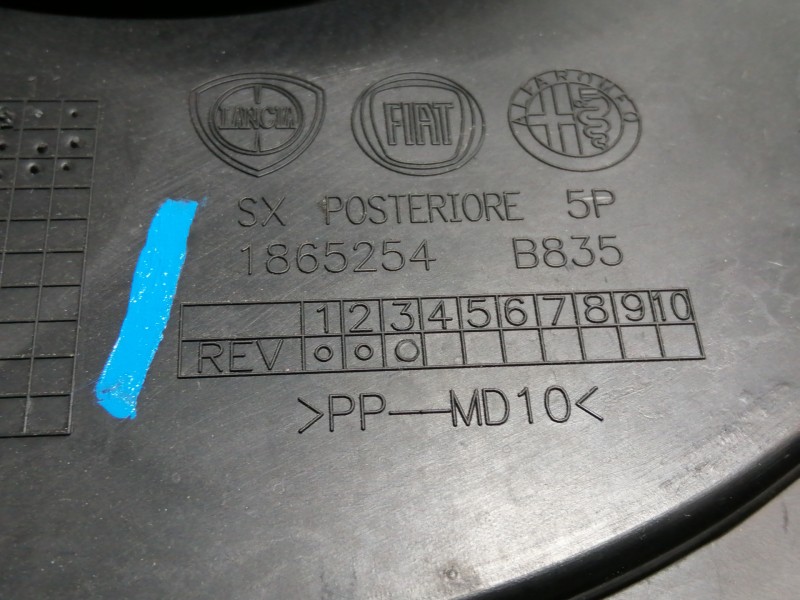 LANCIA FIAT ALFA ROMEO
SX POSTERIORE 5P
1865254 B835
1 2 3 4 5 6 7 8 9 10
REV
>PP—MD10<